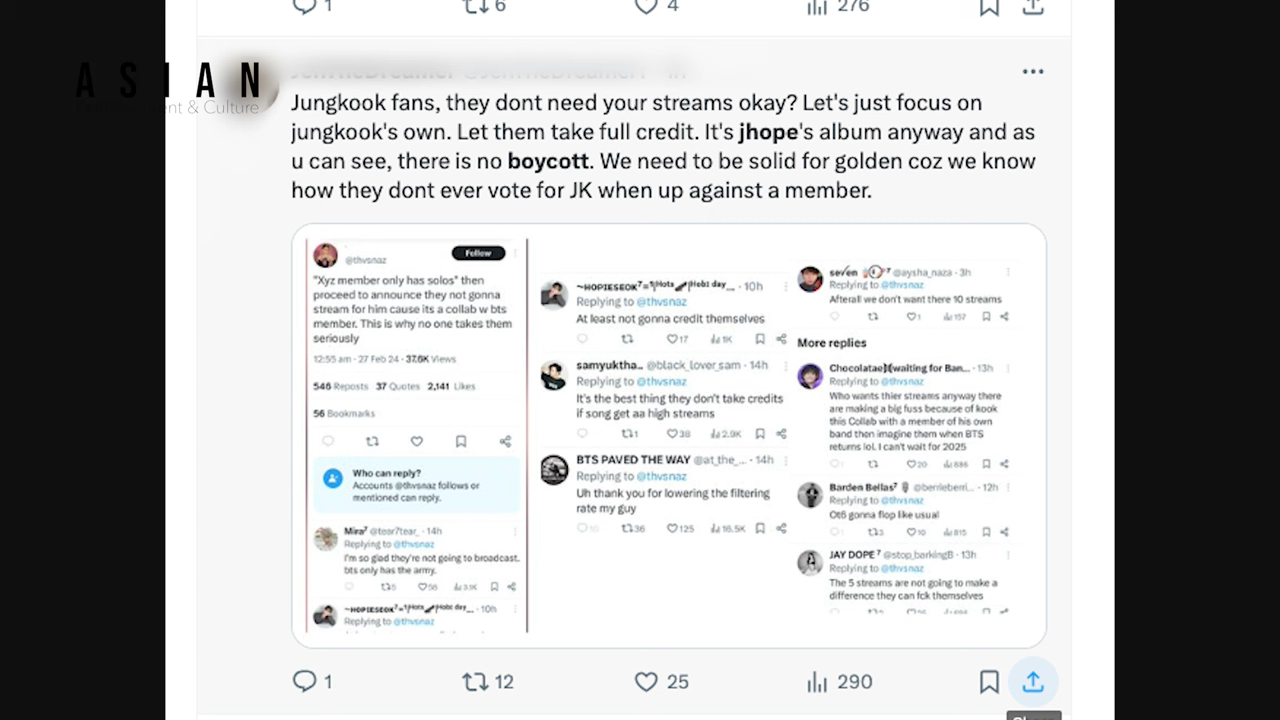 1
6
4
276
ASIAN
ent & Culture
Jungkook fans, they dont need your streams okay? Let's just focus on
jungkook's own. Let them take full credit. It's jhope's album anyway and as
u can see, there is no boycott. We need to be solid for golden coz we know
how they dont ever vote for JK when up against a member.
@thvsnaz
Follow
"Xyz member only has solos" then
proceed to announce they not gonna
stream for him cause its a collab w bts
member. This is why no one takes them
seriously
12:55 am · 27 Feb 24 · 37.6K Views
546 Reposts 37 Quotes 2,141 Likes
56 Bookmarks
Who can reply?
Accounts @thvsnaz follows or
mentioned can reply.
Mira⁷ @tear7tear_ · 14h
Replying to @thvsnaz
I'm so glad they're not going to broadcast.
bts only has the army.
5
56
3.1K
· 10h
Replying to @thvsnaz
· 10h
Replying to @thvsnaz
At least not gonna credit themselves
17
1K
samyuktha.. @black_lover_sam · 14h
Replying to @thvsnaz
It's the best thing they don't take credits
if song get aa high streams
1
38
2.9K
BTS PAVED THE WAY @at_the_... · 14h
Replying to @thvsnaz
Uh thank you for lowering the filtering
rate my guy
36
125
16.5K
seven @aysha_naza · 3h
Replying to @thvsnaz
Afterall we don't want there 10 streams
1
157
More replies
Chocolatae waiting for Ban... · 13h
Replying to @thvsnaz
Who wants thier streams anyway there
are making a big fuss because of kook
this Collab with a member of his own
band then imagine them when BTS
returns lol. I can't wait for 2025
1
20
886
Barden Bellas⁷ · 12h
Replying to @thvsnaz
Ot6 gonna flop like usual
1
3
10
815
JAY DOPE⁷ @stop_barkingB · 13h
Replying to @thvsnaz
The 5 streams are not going to make a
difference they can fck themselves
1
12
25
290